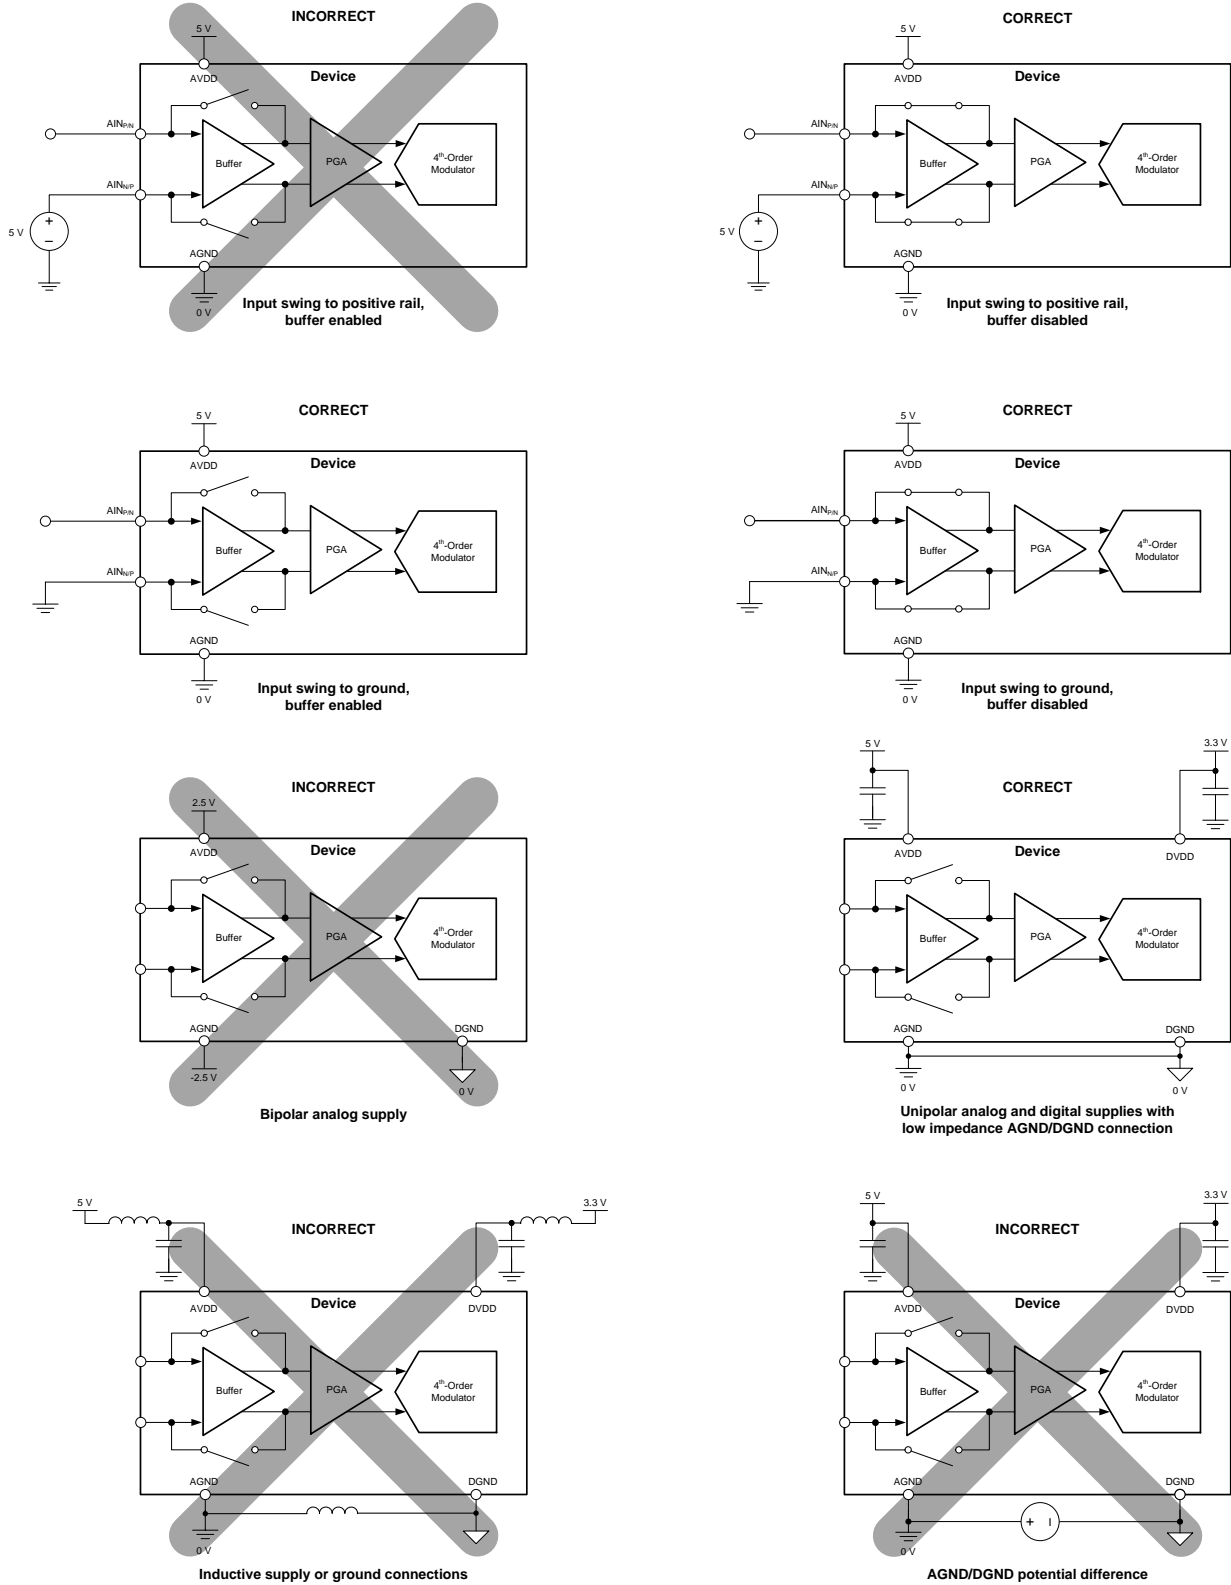 INCORRECT
5 V
AVDD
Device
AINP/N
Buffer
PGA
4th-Order
Modulator
AINN/P
5 V
+
−
AGND
0 V
Input swing to positive rail,
buffer enabled
CORRECT
5 V
AVDD
Device
AINP/N
Buffer
PGA
4th-Order
Modulator
AINN/P
5 V
+
−
AGND
0 V
Input swing to positive rail,
buffer disabled
CORRECT
5 V
AVDD
Device
AINP/N
Buffer
PGA
4th-Order
Modulator
AINN/P
AGND
0 V
Input swing to ground,
buffer enabled
CORRECT
5 V
AVDD
Device
AINP/N
Buffer
PGA
4th-Order
Modulator
AINN/P
AGND
0 V
Input swing to ground,
buffer disabled
INCORRECT
2.5 V
AVDD
Device
Buffer
PGA
4th-Order
Modulator
AGND
DGND
-2.5 V
0 V
Bipolar analog supply
5 V
3.3 V
CORRECT
AVDD
Device
DVDD
Buffer
PGA
4th-Order
Modulator
AGND
DGND
0 V
0 V
Unipolar analog and digital supplies with
low impedance AGND/DGND connection
5 V
3.3 V
INCORRECT
AVDD
Device
DVDD
Buffer
PGA
4th-Order
Modulator
AGND
DGND
0 V
Inductive supply or ground connections
5 V
3.3 V
INCORRECT
AVDD
Device
DVDD
Buffer
PGA
4th-Order
Modulator
AGND
DGND
+ −
0 V
AGND/DGND potential difference